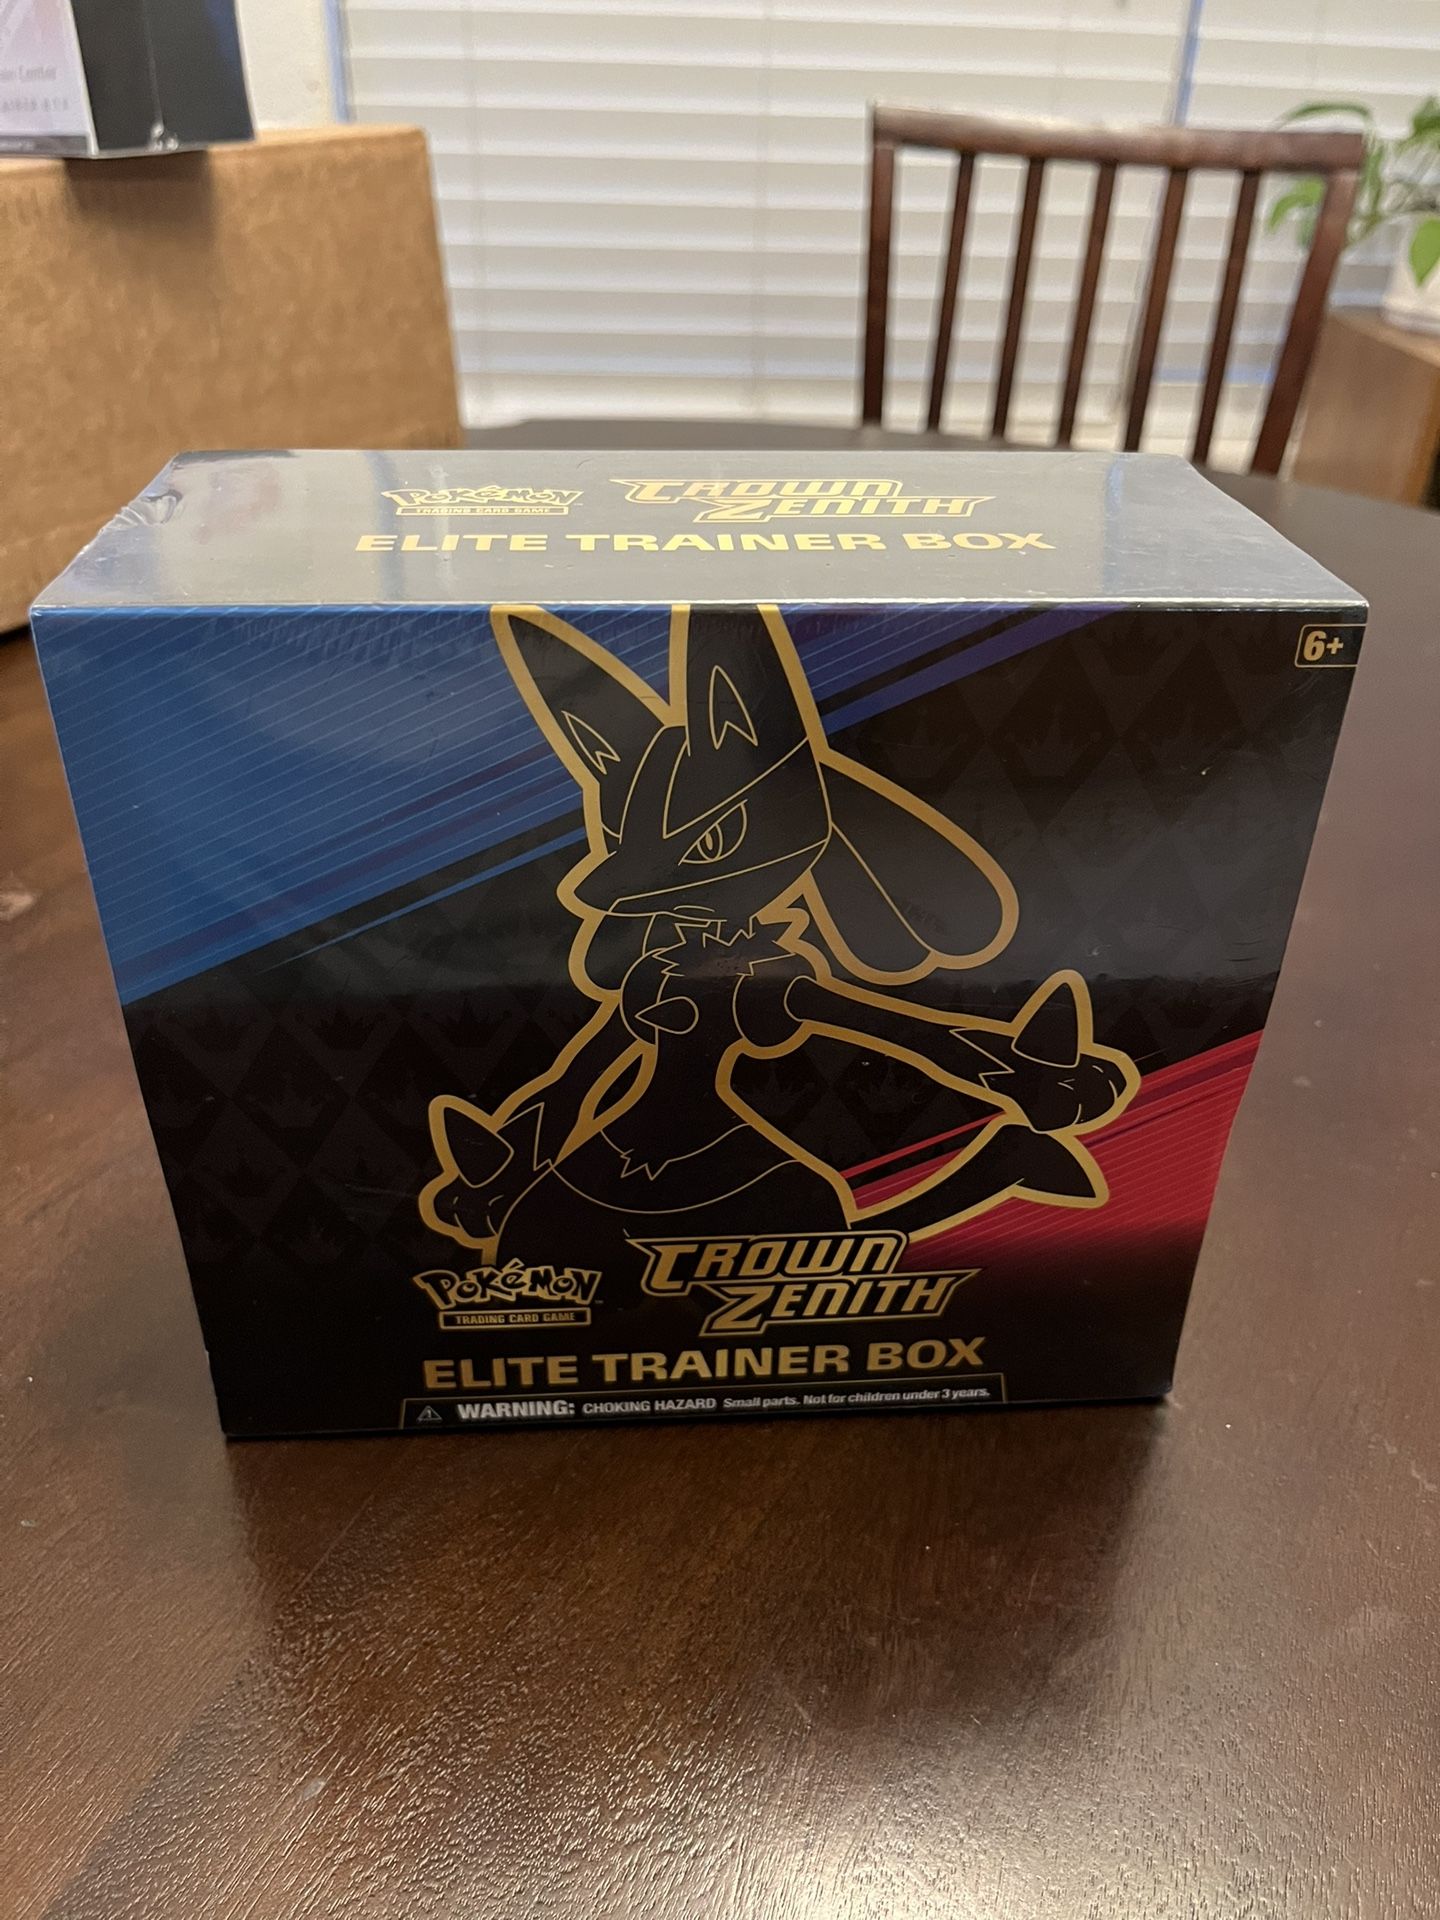 POKéMON
TRADING CARD GAME
CROWN
ZENITH
ELITE TRAINER BOX
6+
POKéMON
TRADING CARD GAME
CROWN
ZENITH
ELITE TRAINER BOX
WARNING: CHOKING HAZARD Small parts. Not for children under 3 years.